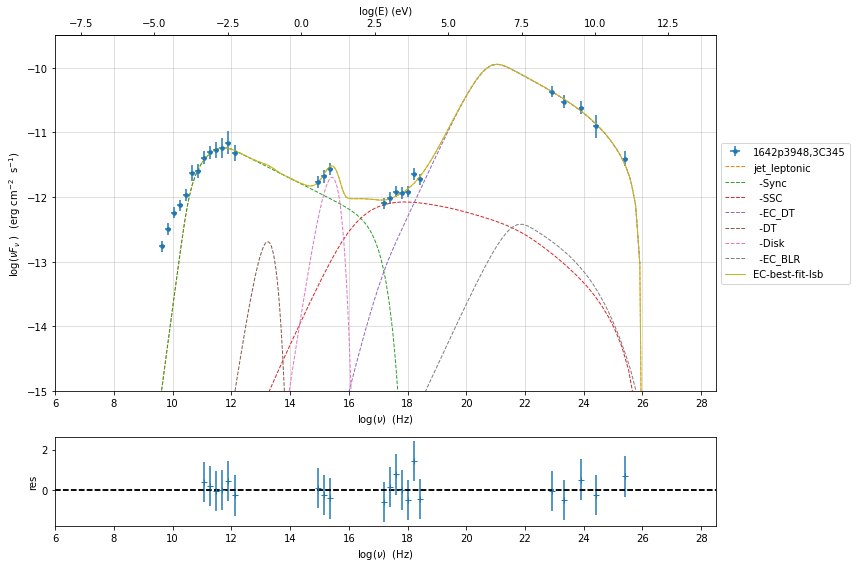 log(E) (eV)
−7.5 −5.0 −2.5 0.0 2.5 5.0 7.5 10.0 12.5
−10
−11
−12
−13
−14
−15
log(νFν )  (erg cm−2  s−1)
6 8 10 12 14 16 18 20 22 24 26 28
log(ν)  (Hz)
1642p3948,3C345
jet_leptonic
-Sync
-SSC
-EC_DT
-DT
-Disk
-EC_BLR
EC-best-fit-lsb
2
0
res
6 8 10 12 14 16 18 20 22 24 26 28
log(ν)  (Hz)